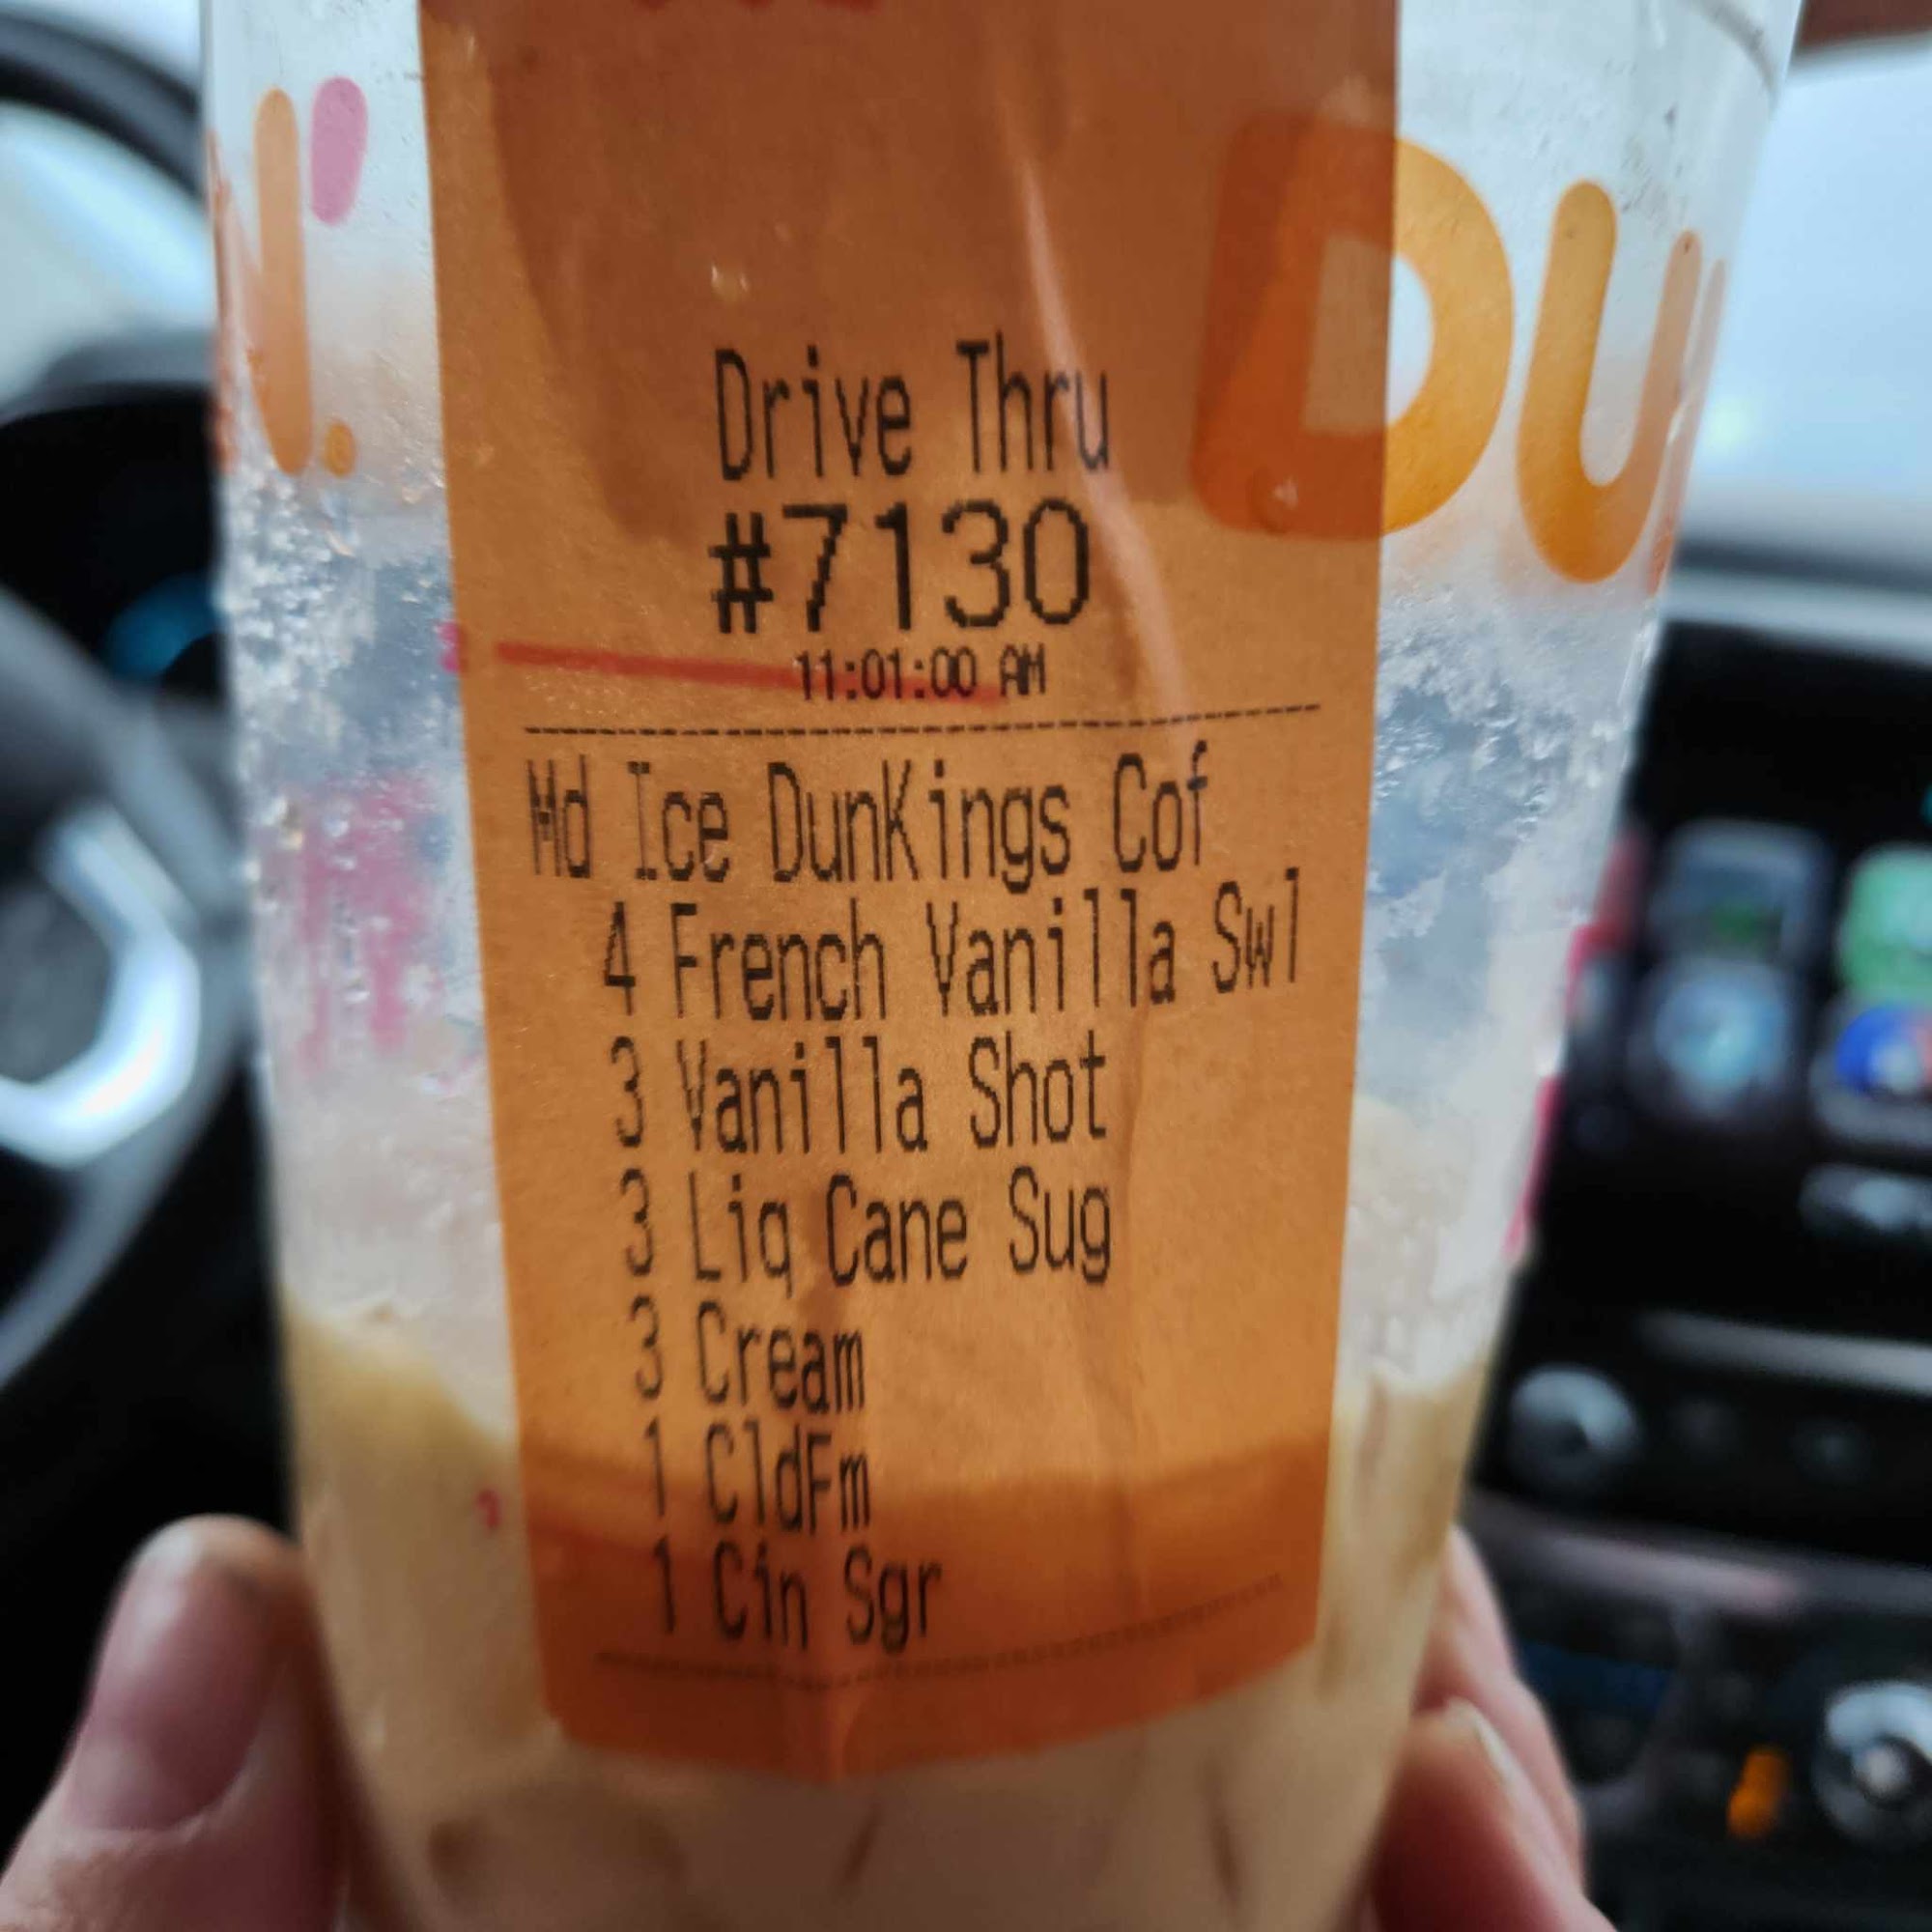 Drive Thru
#7130
11:01:00 AM
Md Ice DunKings Cof
4 French Vanilla Swl
3 Vanilla Shot
3 Liq Cane Sug
3 Cream
1 CldFm
1 Cin Sgr
N'.
DU